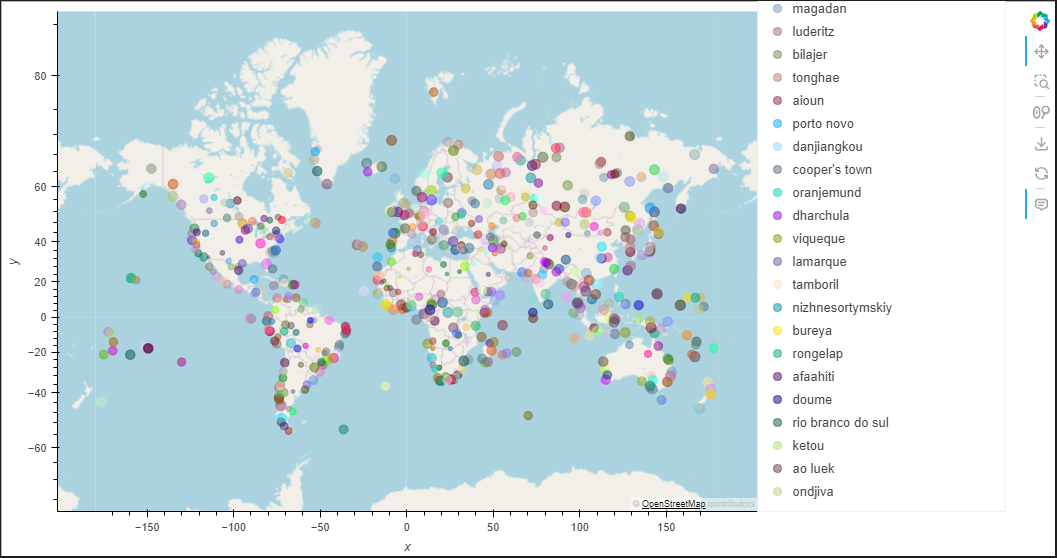 magadan
luderitz
bilajer
tonghae
aioun
porto novo
danjiangkou
cooper's town
oranjemund
dharchula
viqueque
lamarque
tamboril
nizhnesortymskiy
bureya
rongelap
afaahiti
doume
rio branco do sul
ketou
ao luek
ondjiva
y
80
60
40
20
0
−20
−40
−60
© OpenStreetMap contributors
−150
−100
−50
0
50
100
150
x